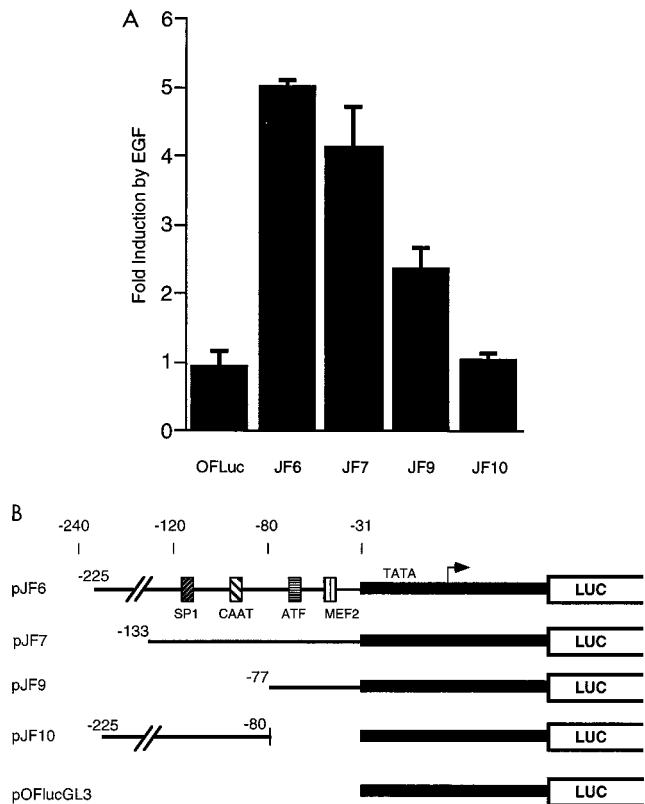 A
Fold Induction by EGF
6
5
4
3
2
1
0
OFLuc JF6 JF7 JF9 JF10
B
-240 -120 -80 -31
pJF6 -225 TATA LUC
SP1 CAAT ATF MEF2
pJF7 -133 LUC
pJF9 -77 LUC
pJF10 -225 -80 LUC
pOFlucGL3 LUC